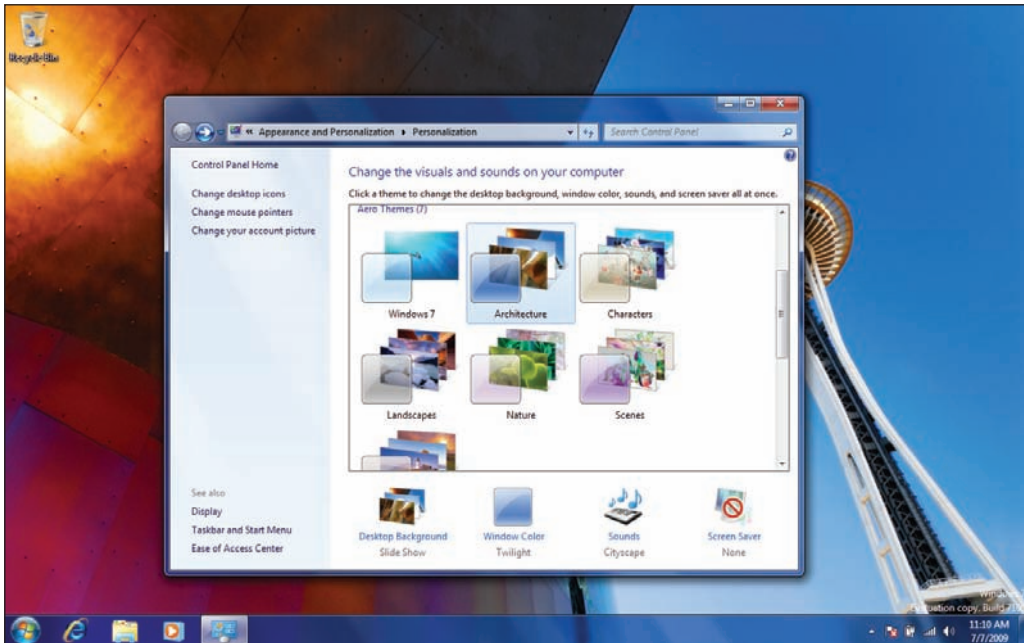 Recycle Bin
Appearance and Personalization
Personalization
Search Control Panel
Control Panel Home
Change desktop icons
Change mouse pointers
Change your account picture
See also
Display
Taskbar and Start Menu
Ease of Access Center
Change the visuals and sounds on your computer
Click a theme to change the desktop background, window color, sounds, and screen saver all at once.
Aero Themes (7)
Windows 7
Architecture
Characters
Landscapes
Nature
Scenes
Desktop Background
Slide Show
Window Color
Twilight
Sounds
Cityscape
Screen Saver
None
copy. Build
11:10 AM
7/7/2009